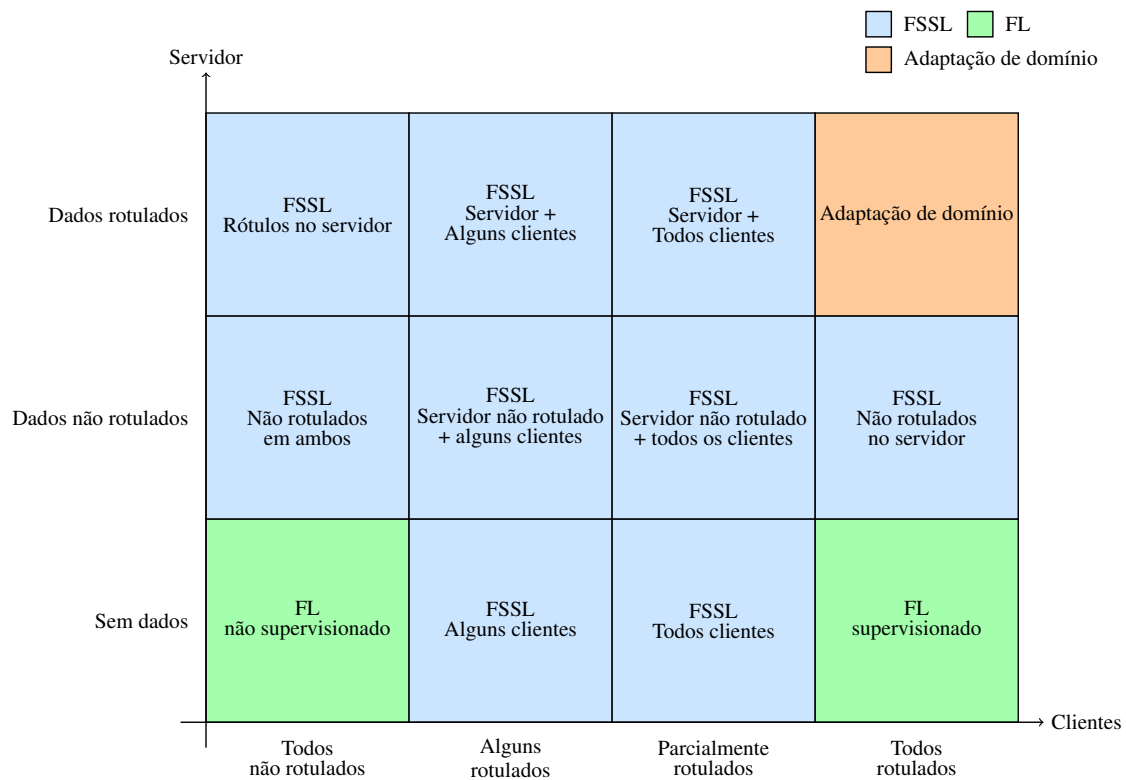 FSSL
FL
Adaptação de domínio
Servidor
Dados rotulados
FSSL
Rótulos no servidor
FSSL
Servidor +
Alguns clientes
FSSL
Servidor +
Todos clientes
Adaptação de domínio
Dados não rotulados
FSSL
Não rotulados
em ambos
FSSL
Servidor não rotulado
+ alguns clientes
FSSL
Servidor não rotulado
+ todos os clientes
FSSL
Não rotulados
no servidor
Sem dados
FL
não supervisionado
FSSL
Alguns clientes
FSSL
Todos clientes
FL
supervisionado
Clientes
Todos
não rotulados
Alguns
rotulados
Parcialmente
rotulados
Todos
rotulados